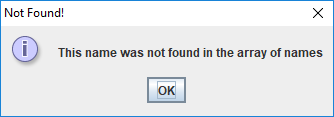 Not Found!
This name was not found in the array of names
OK